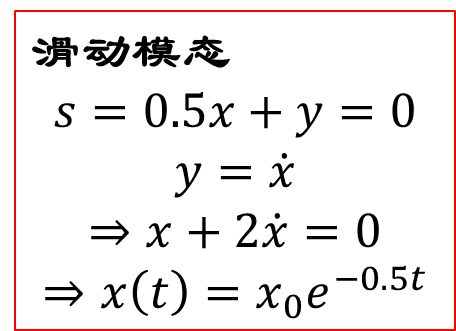 滑动模态
s = 0.5x + y = 0
y = ẋ
⇒ x + 2ẋ = 0
⇒ x(t) = x₀e⁻⁰·⁵ᵗ